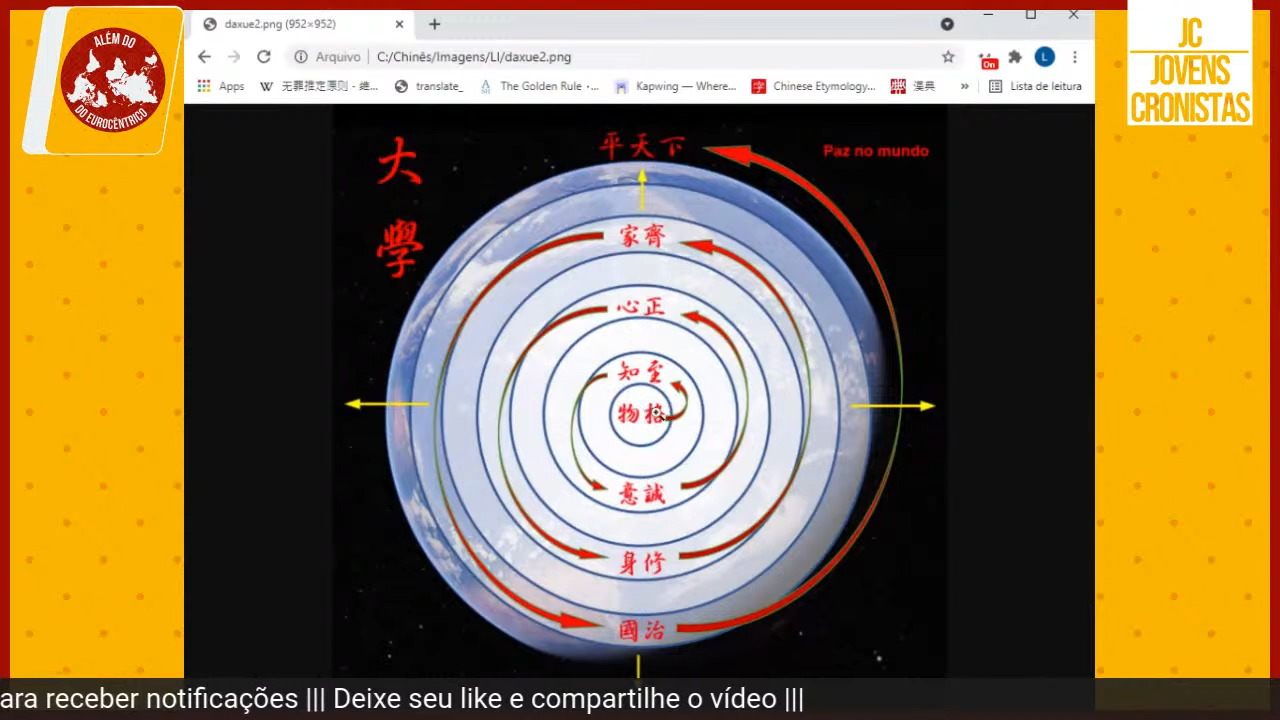 daxue2.png (952×952)
Arquivo
C:/Chinês/Imagens/LI/daxue2.png
Apps
无罪推定原则 - 维...
translate_
The Golden Rule ·...
Kapwing — Where...
Chinese Etymology...
漢典
»
Lista de leitura
On
L
ALÉM DO
DO EUROCÊNTRICO
JC
JOVENS
CRONISTAS
大學
平天下
Paz no mundo
家齊
心正
知至
物格
意誠
身修
國治
ara receber notificações ||| Deixe seu like e compartilhe o vídeo |||